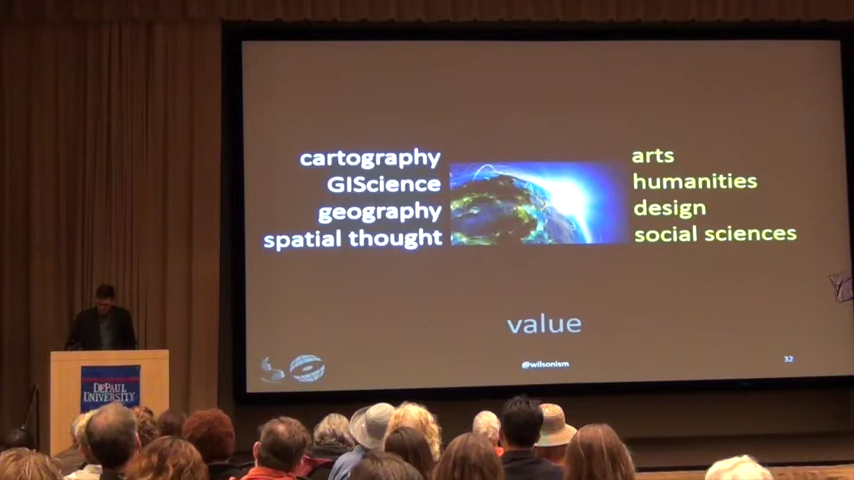 cartography
GIScience
geography
spatial thought
arts
humanities
design
social sciences
value
@wilsonism
32
DEPAUL
UNIVERSITY